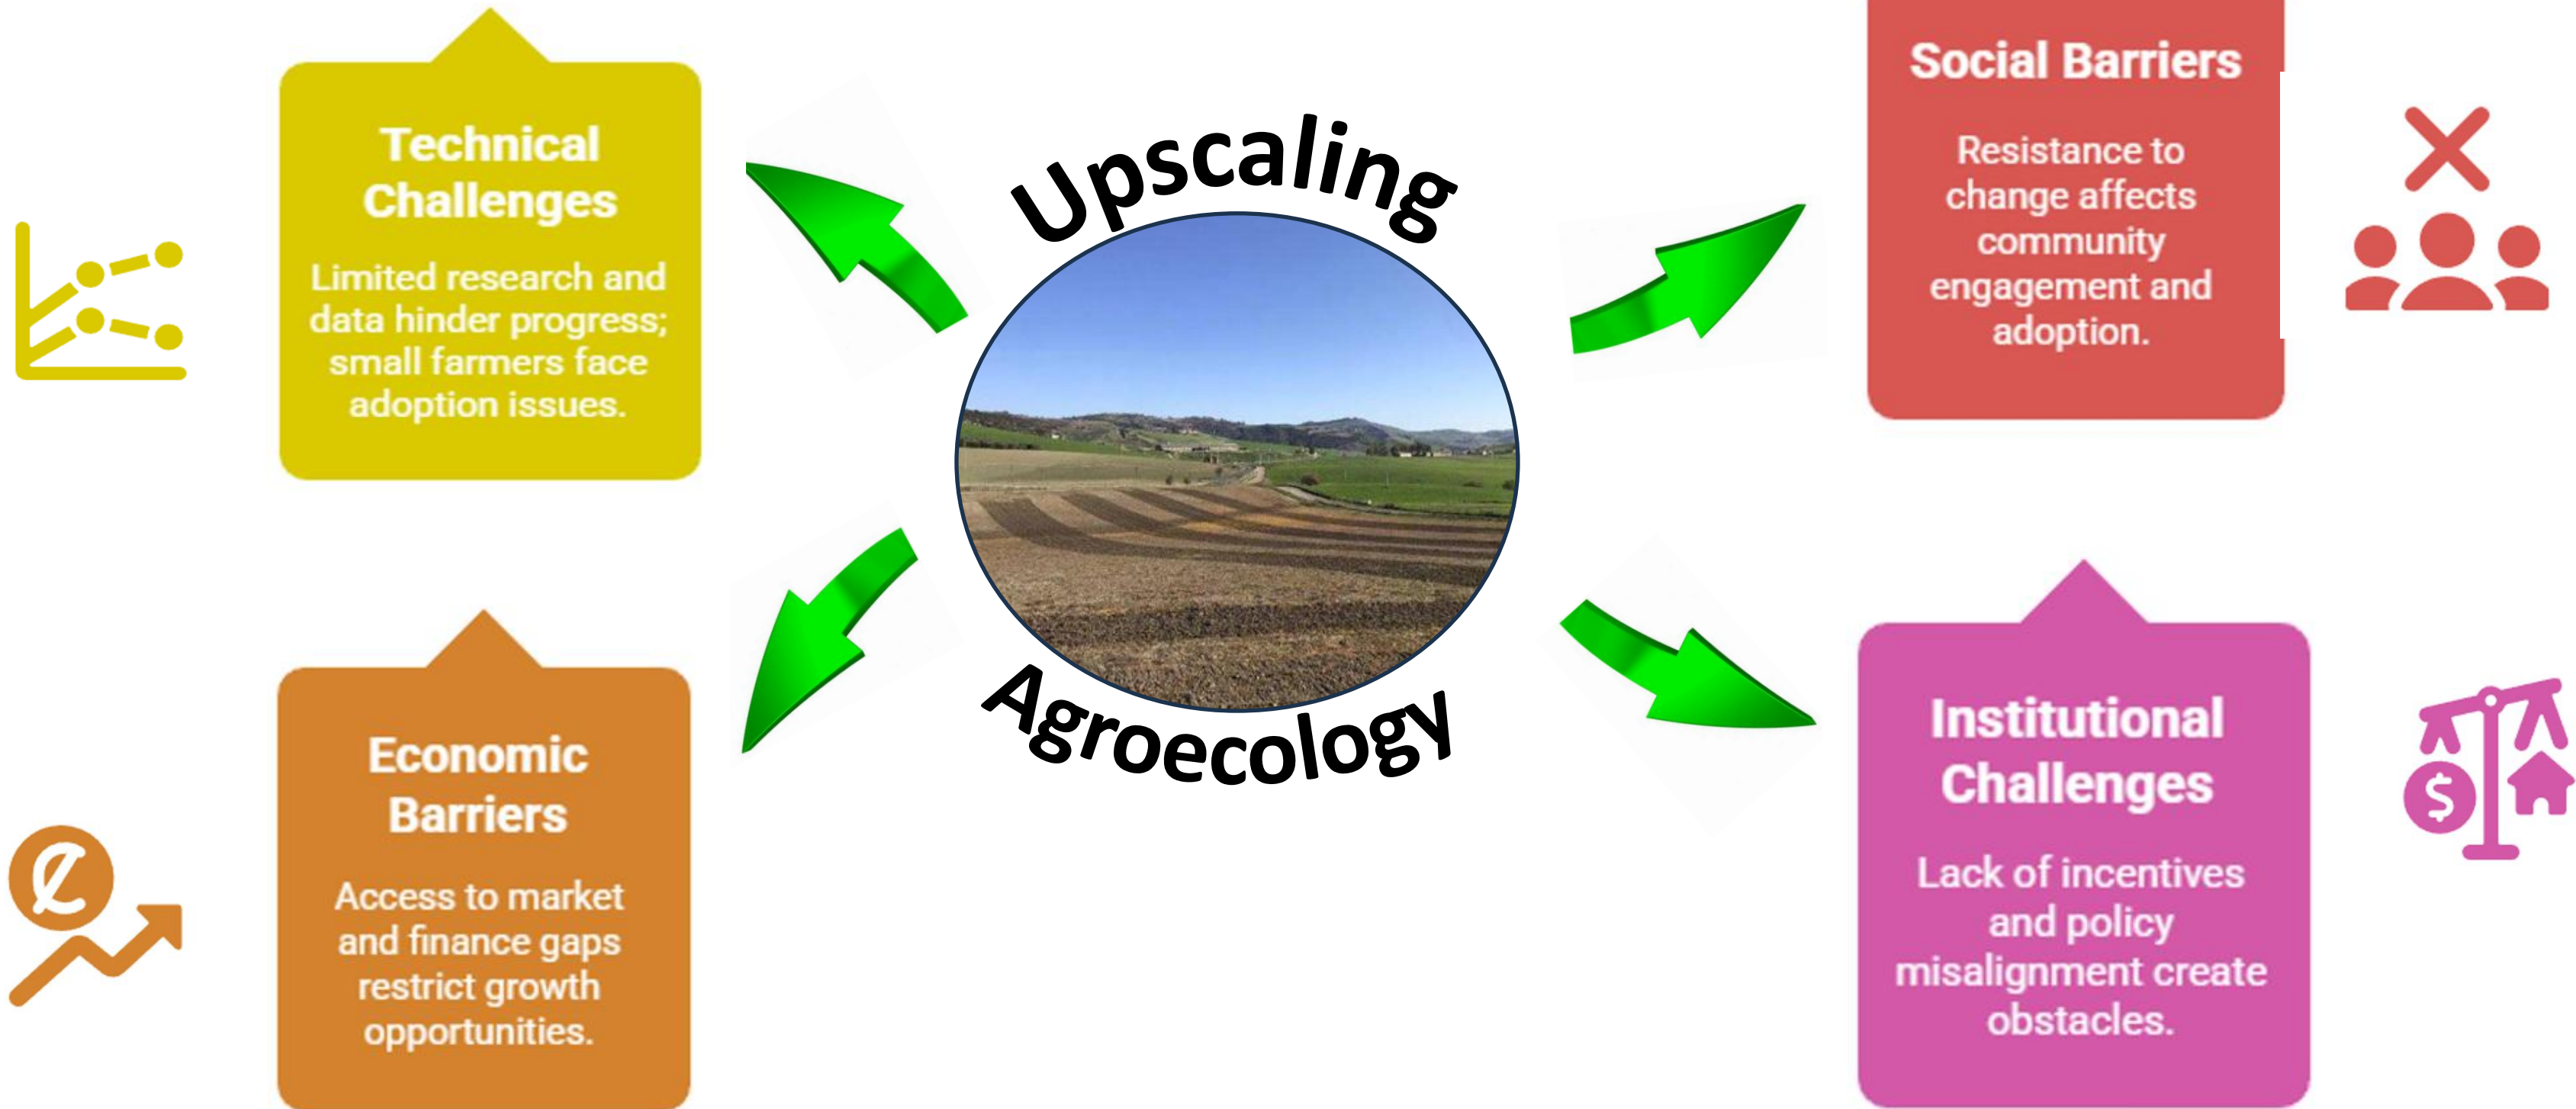 Technical
Challenges
Limited research and
data hinder progress;
small farmers face
adoption issues.
Upscaling
Agroecology
Social Barriers
Resistance to
change affects
community
engagement and
adoption.
Economic
Barriers
Access to market
and finance gaps
restrict growth
opportunities.
Institutional
Challenges
Lack of incentives
and policy
misalignment create
obstacles.
$